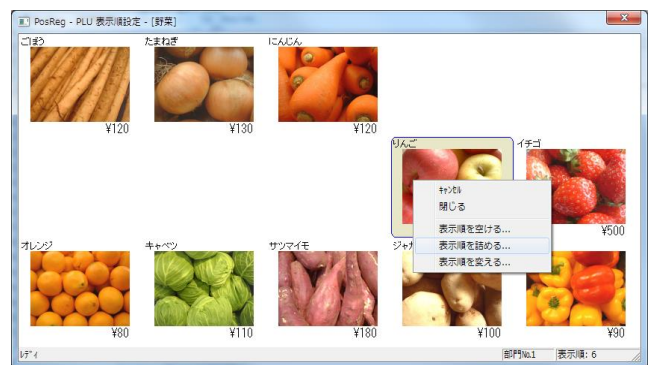 PosReg - PLU 表示順設定 - [野菜]
ごぼう
たまねぎ
にんじん
¥120
¥130
¥120
りんご
イチゴ
ｷｬﾝｾﾙ
閉じる
表示順を空ける...
表示順を詰める...
表示順を変える...
¥500
オレンジ
キャベツ
サツマイモ
¥80
¥110
¥180
¥100
¥90
ﾚﾃﾞｨ
部門№1
表示順: 6